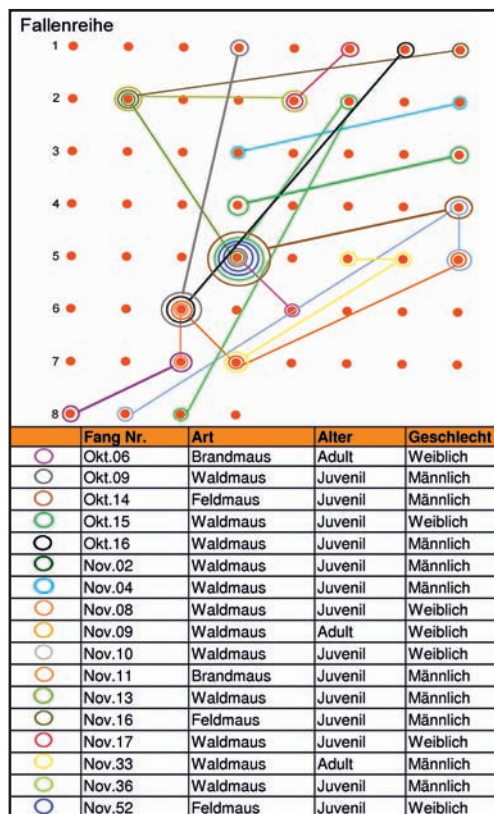 Fallenreihe
1
2
3
4
5
6
7
8
Fang Nr. Art Alter Geschlecht
Okt.06 Brandmaus Adult Weiblich
Okt.09 Waldmaus Juvenil Männlich
Okt.14 Feldmaus Juvenil Männlich
Okt.15 Waldmaus Juvenil Weiblich
Okt.16 Waldmaus Juvenil Männlich
Nov.02 Waldmaus Juvenil Männlich
Nov.04 Waldmaus Juvenil Männlich
Nov.08 Waldmaus Juvenil Weiblich
Nov.09 Waldmaus Adult Weiblich
Nov.10 Waldmaus Juvenil Weiblich
Nov.11 Brandmaus Juvenil Männlich
Nov.13 Waldmaus Juvenil Männlich
Nov.16 Feldmaus Juvenil Männlich
Nov.17 Waldmaus Juvenil Weiblich
Nov.33 Waldmaus Adult Männlich
Nov.36 Waldmaus Juvenil Männlich
Nov.52 Feldmaus Juvenil Weiblich